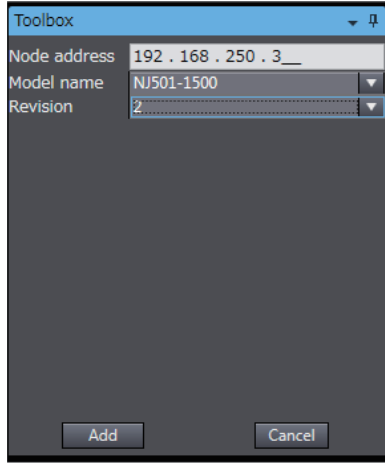 Toolbox
Node address 192 . 168 . 250 . 3__
Model name NJ501-1500
Revision 2
Add Cancel